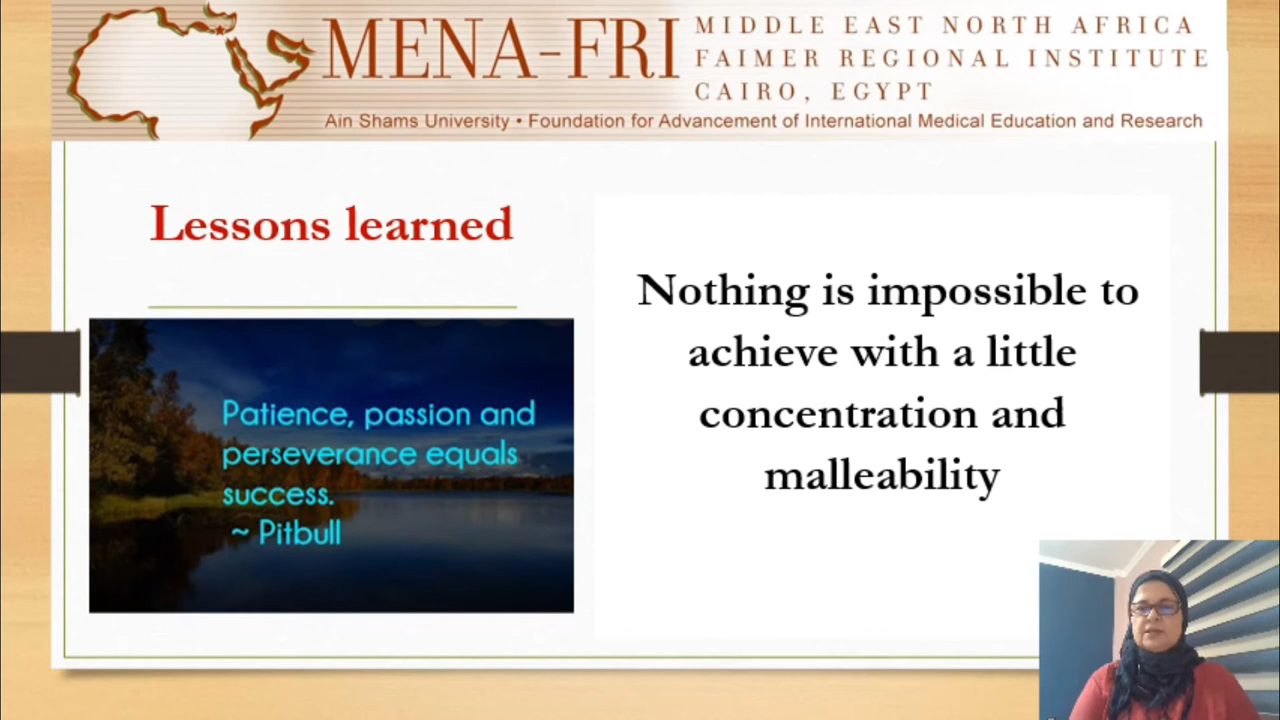 MENA-FRI
MIDDLE EAST NORTH AFRICA
FAIMER REGIONAL INSTITUTE
CAIRO, EGYPT
Ain Shams University • Foundation for Advancement of International Medical Education and Research
Lessons learned
Patience, passion and
perseverance equals
success.
~ Pitbull
Nothing is impossible to
achieve with a little
concentration and
malleability